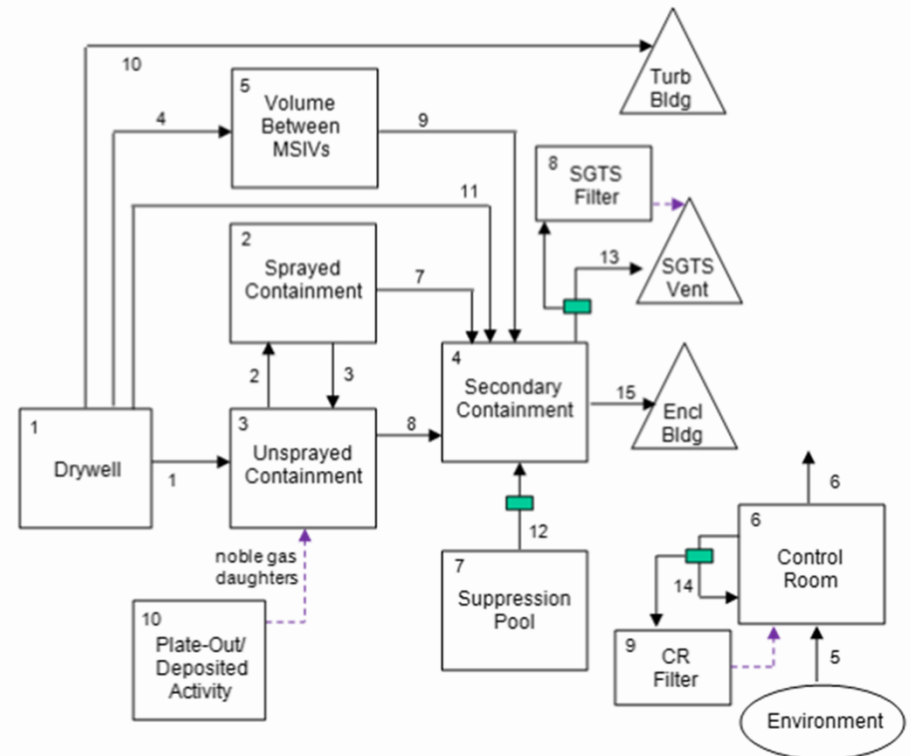 10
Turb
Bldg
5
Volume
Between
MSIVs
4
9
8
SGTS
Filter
11
2
Sprayed
Containment
7
13
SGTS
Vent
2
3
4
Secondary
Containment
15
Encl
Bldg
1
Drywell
1
3
Unsprayed
Containment
8
6
noble gas
daughters
12
6
Control
Room
14
10
Plate-Out/
Deposited
Activity
7
Suppression
Pool
9
CR
Filter
5
Environment